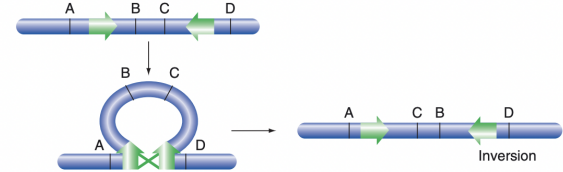 A B C D
B C
A D
A C B D
Inversion